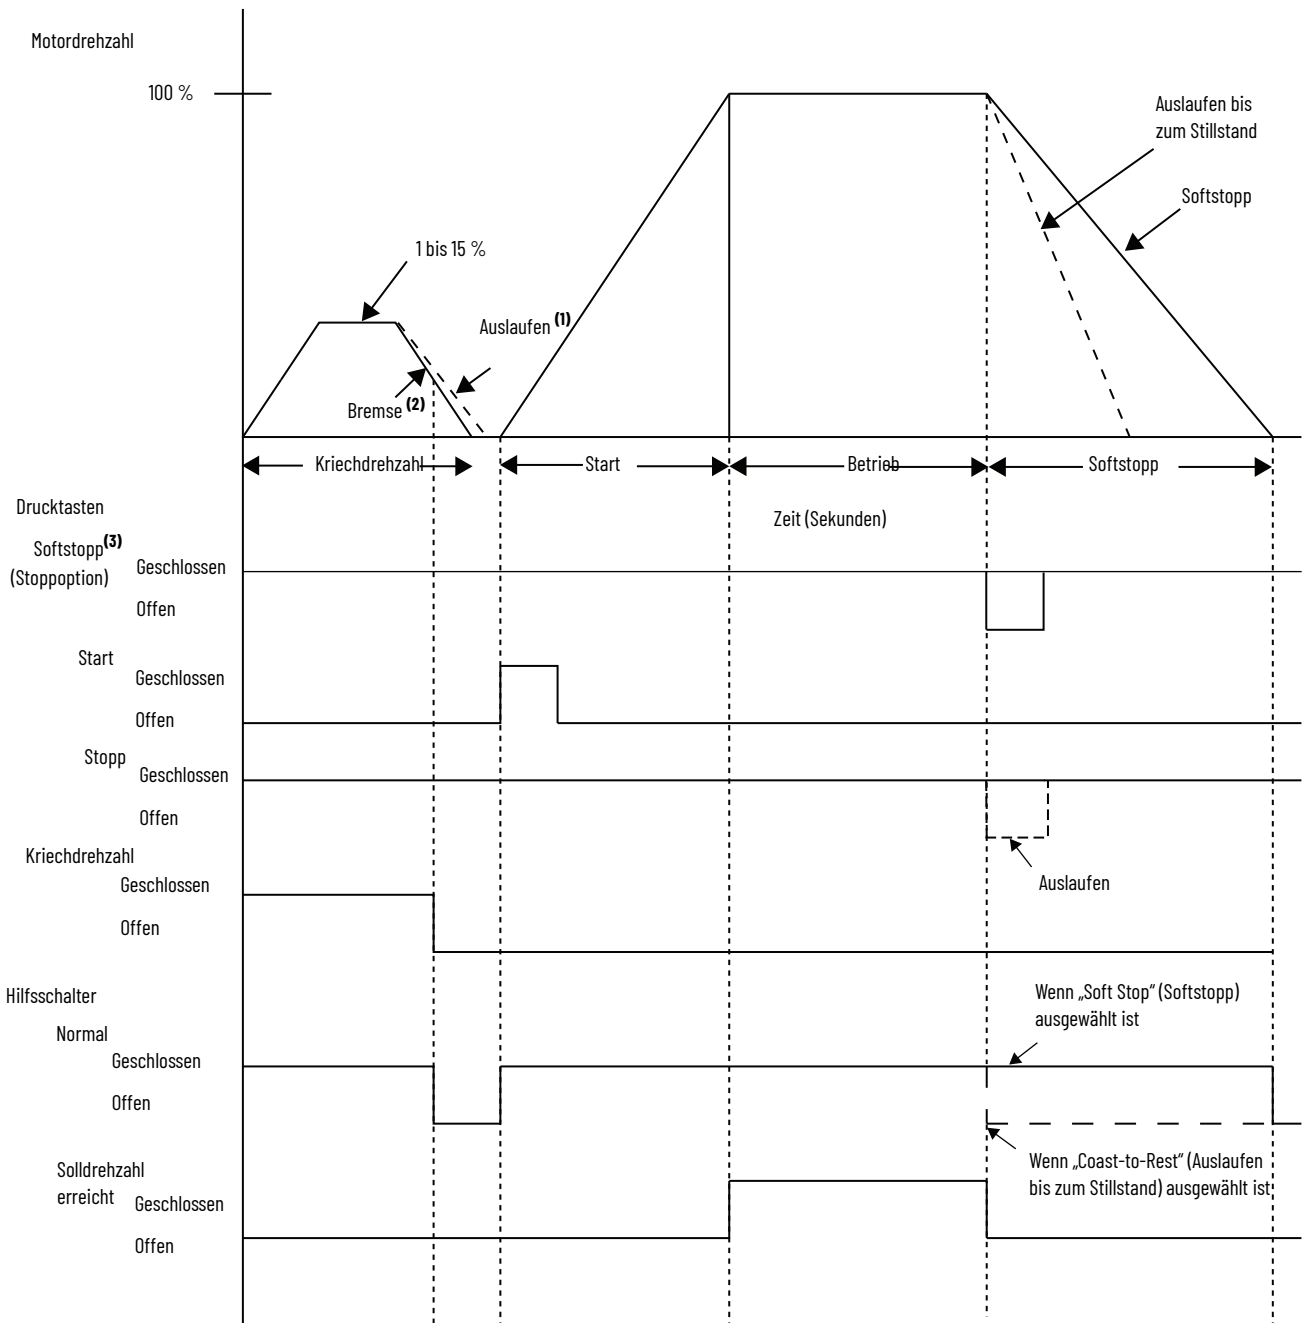 Motordrehzahl
100 %
Auslaufen bis
zum Stillstand
Softstopp
1 bis 15 %
Auslaufen (1)
Bremse (2)
Kriechdrehzahl
Start
Betrieb
Softstopp
Drucktasten
Zeit (Sekunden)
Softstopp(3)
(Stoppoption)
Geschlossen
Offen
Start
Geschlossen
Offen
Stopp
Geschlossen
Offen
Auslaufen
Kriechdrehzahl
Geschlossen
Offen
Hilfsschalter
Wenn „Soft Stop“ (Softstopp)
ausgewählt ist
Normal
Geschlossen
Offen
Wenn „Coast-to-Rest“ (Auslaufen
bis zum Stillstand) ausgewählt ist
Solldrehzahl
erreicht
Geschlossen
Offen